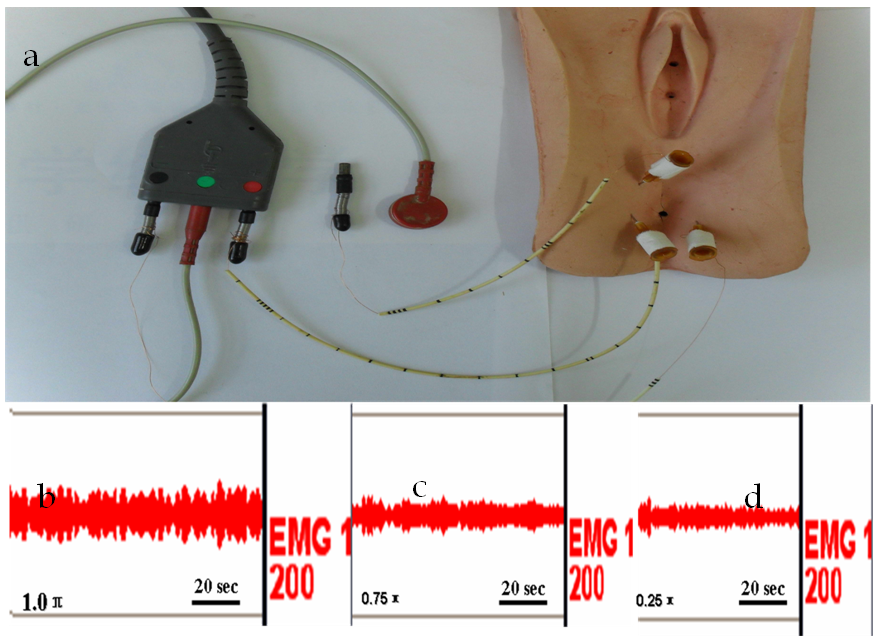 a
b
c
d
1.0 π
20 sec
EMG 1
200
0.75 x
20 sec
EMG 1
200
0.25 x
20 sec
EMG 1
200